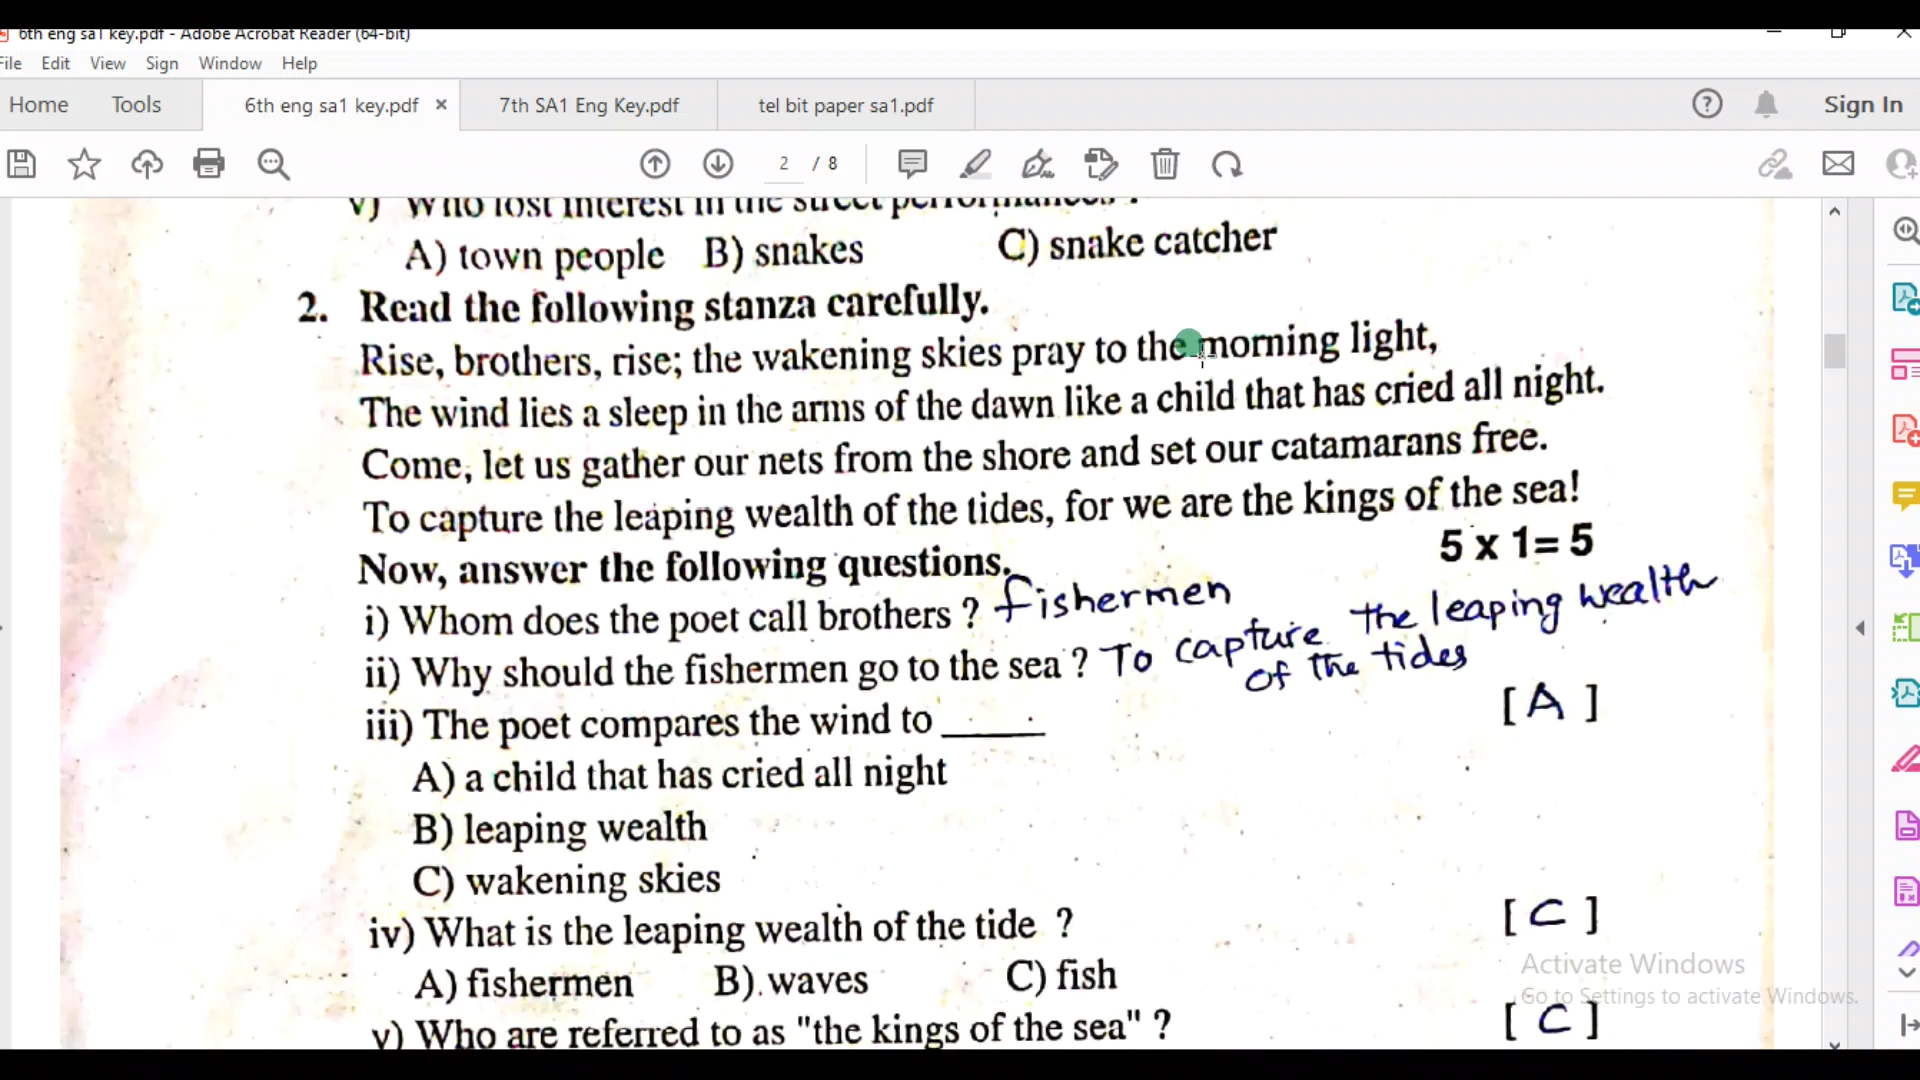 6th eng sa1 key.pdf - Adobe Acrobat Reader (64-bit)
File Edit View Sign Window Help
Home Tools 6th eng sa1 key.pdf × 7th SA1 Eng Key.pdf tel bit paper sa1.pdf Sign In
2 / 8
v) Who lost interest in the street performances ?
A) town people B) snakes C) snake catcher
2. Read the following stanza carefully.
Rise, brothers, rise; the wakening skies pray to the morning light,
The wind lies a sleep in the arms of the dawn like a child that has cried all night.
Come, let us gather our nets from the shore and set our catamarans free.
To capture the leaping wealth of the tides, for we are the kings of the sea!
5 x 1= 5
Now, answer the following questions.
i) Whom does the poet call brothers ? fishermen
ii) Why should the fishermen go to the sea ? To capture the leaping wealth
of the tides
iii) The poet compares the wind to _____ [ A ]
A) a child that has cried all night
B) leaping wealth
C) wakening skies
iv) What is the leaping wealth of the tide ? [ C ]
A) fishermen B) waves C) fish
Activate Windows
Go to Settings to activate Windows.
v) Who are referred to as "the kings of the sea" ? [ C ]